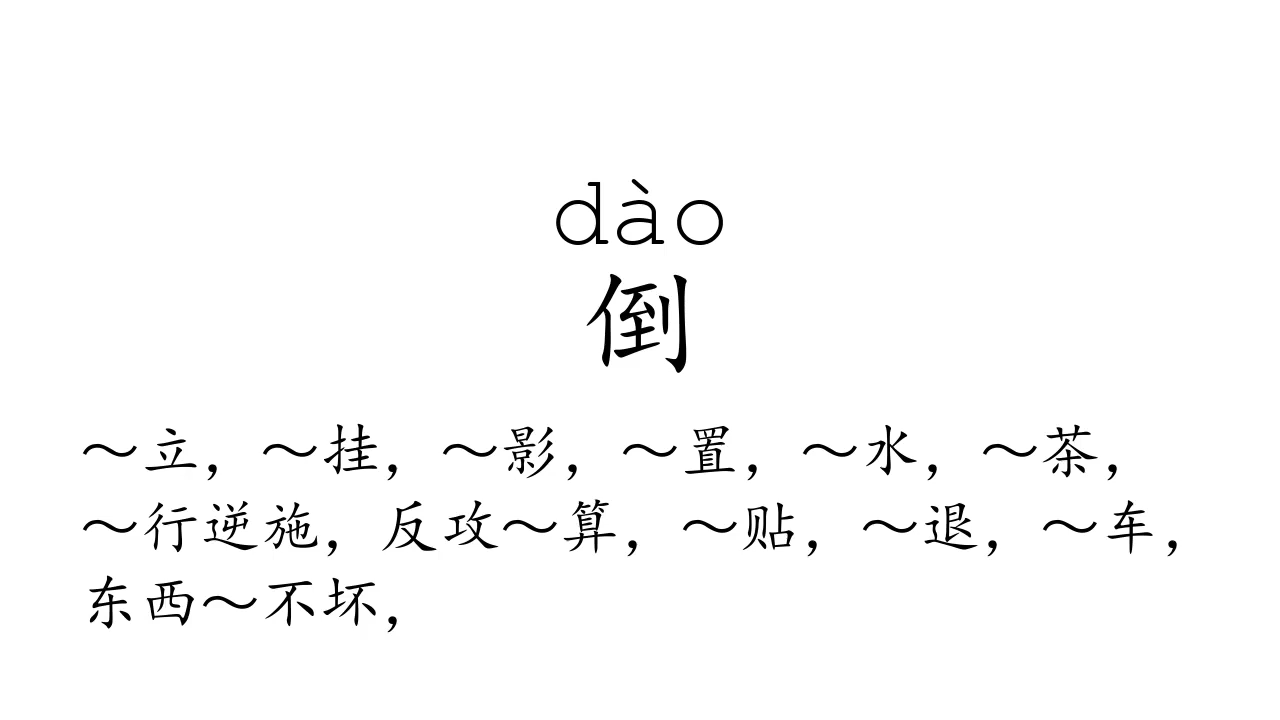 dào
倒
～立，～挂，～影，～置，～水，～茶，
～行逆施，反攻～算，～贴，～退，～车，
东西～不坏，